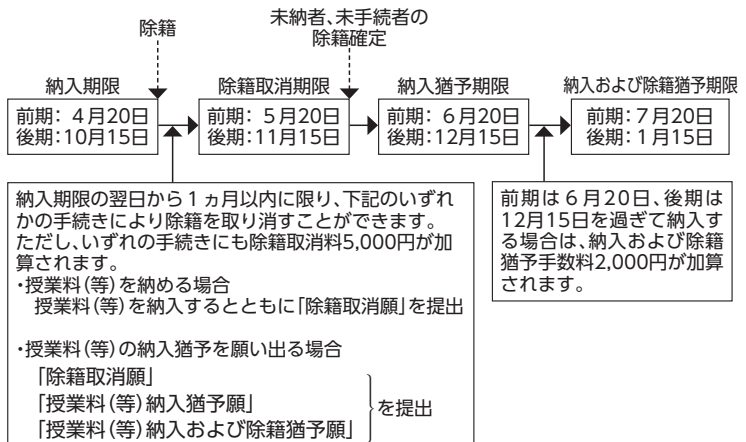 除籍
未納者、未手続者の
除籍確定
納入期限
前期: 4月20日
後期:10月15日
除籍取消期限
前期: 5月20日
後期:11月15日
納入猶予期限
前期: 6月20日
後期:12月15日
納入および除籍猶予期限
前期:7月20日
後期:1月15日
納入期限の翌日から1ヵ月以内に限り、下記のいずれ
かの手続きにより除籍を取り消すことができます。
ただし、いずれの手続きにも除籍取消料5,000円が加
算されます。
・授業料(等)を納める場合
授業料(等)を納入するとともに「除籍取消願」を提出
・授業料(等)の納入猶予を願い出る場合
「除籍取消願」
「授業料(等)納入猶予願」
「授業料(等)納入および除籍猶予願」
を提出
前期は6月20日、後期は
12月15日を過ぎて納入す
る場合は、納入および除籍
猶予手数料2,000円が加算
されます。